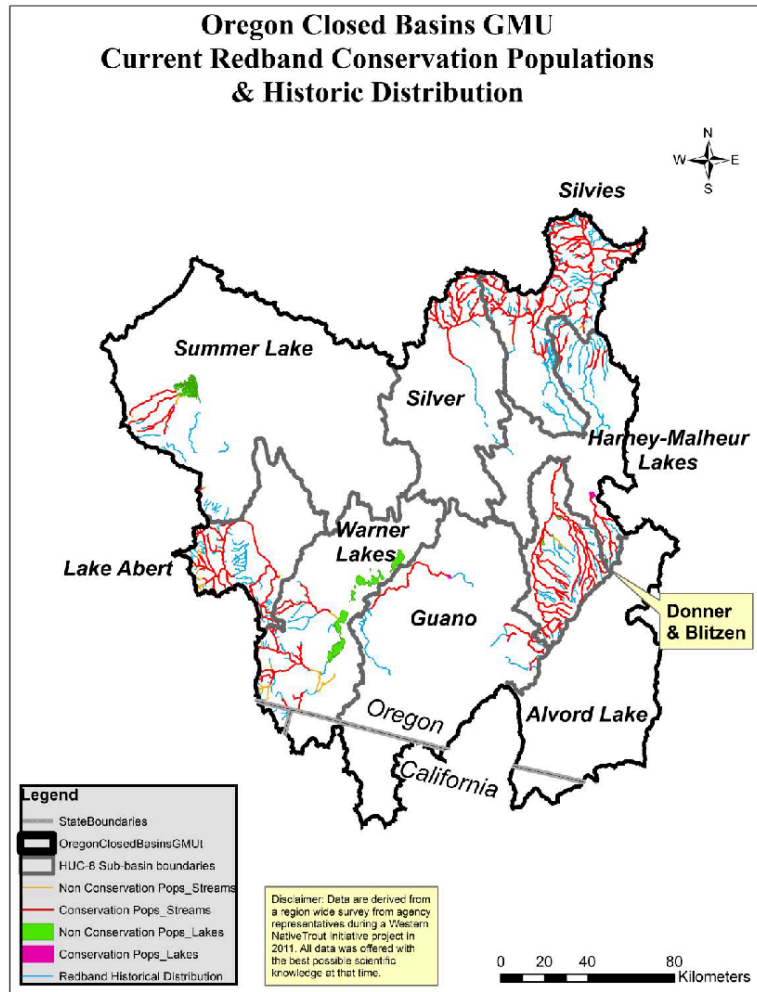 Oregon Closed Basins GMU
Current Redband Conservation Populations
& Historic Distribution
N
W E
S
Silvies
Summer Lake
Silver
Harney-Malheur
Lakes
Warner
Lakes
Lake Abert
Guano
Donner
& Blitzen
Oregon
Alvord Lake
California
Legend
StateBoundaries
OregonClosedBasinsGMUt
HUC-8 Sub-basin boundaries
Non Conservation Pops_Streams
Conservation Pops_Streams
Non Conservation Pops_Lakes
Conservation Pops_Lakes
Redband Historical Distribution
Disclaimer: Data are derived from
a region wide survey from agency
representatives during a Western
NativeTrout Initiative project in
2011. All data was offered with
the best possible scientific
knowledge at that time.
0 20 40 80
Kilometers